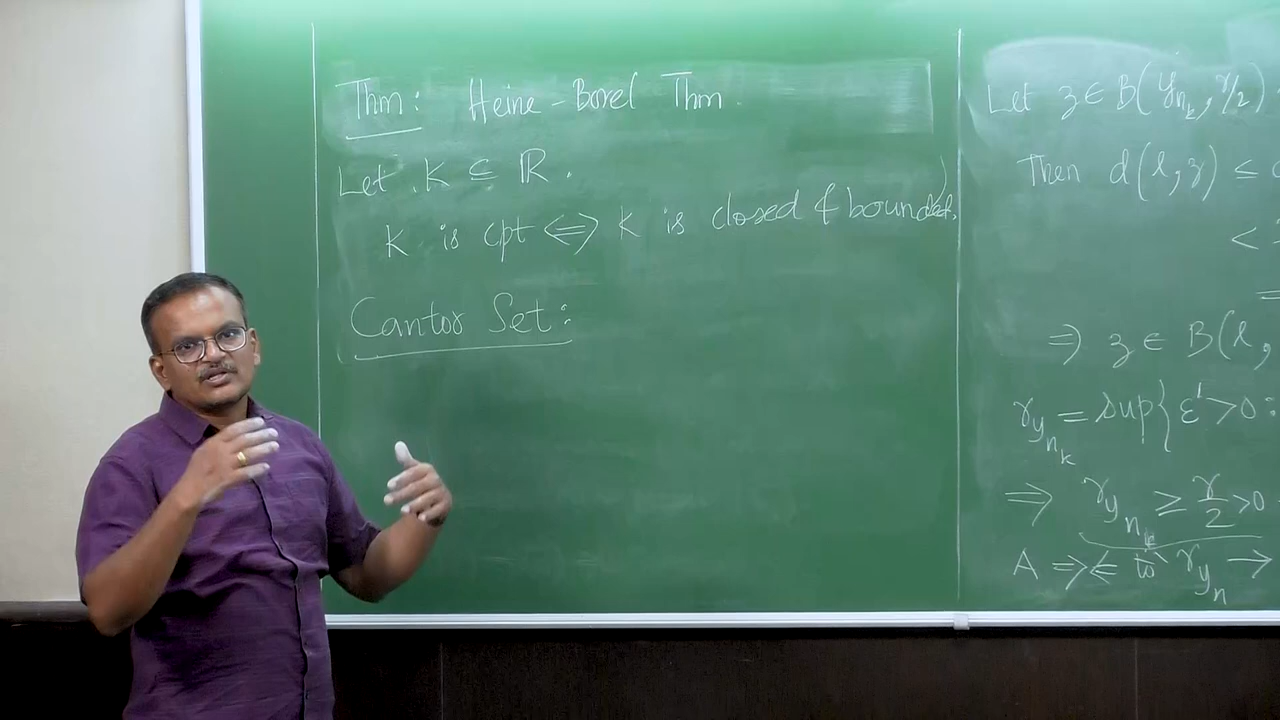 Thm: Heine-Borel Thm.
Let K ⊆ ℝ.
K is cpt ⟺ K is closed & bounded.
Cantor Set:
Let z ∈ B(y_{n_k}, r/2).
Then d(x, z) ≤
<
=
⇒ z ∈ B(x,
r_{y_{n_k}} = sup{ε' > 0 :
⇒ r_{y_{n_k}} ≥ r/2 > 0
A ⇒⇐ to r_{y_n} →